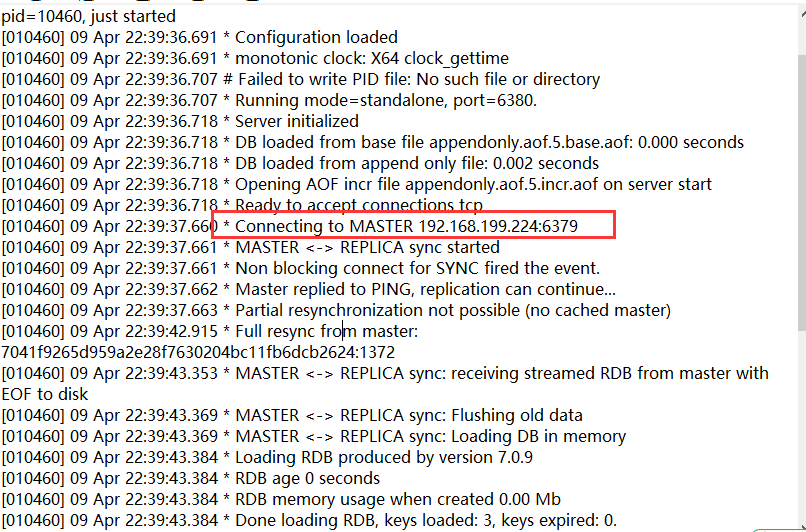 pid=10460, just started
[010460] 09 Apr 22:39:36.691 * Configuration loaded
[010460] 09 Apr 22:39:36.691 * monotonic clock: X64 clock_gettime
[010460] 09 Apr 22:39:36.707 # Failed to write PID file: No such file or directory
[010460] 09 Apr 22:39:36.707 * Running mode=standalone, port=6380.
[010460] 09 Apr 22:39:36.718 * Server initialized
[010460] 09 Apr 22:39:36.718 * DB loaded from base file appendonly.aof.5.base.aof: 0.000 seconds
[010460] 09 Apr 22:39:36.718 * DB loaded from append only file: 0.002 seconds
[010460] 09 Apr 22:39:36.718 * Opening AOF incr file appendonly.aof.5.incr.aof on server start
[010460] 09 Apr 22:39:36.718 * Ready to accept connections tcp
[010460] 09 Apr 22:39:37.660 * Connecting to MASTER 192.168.199.224:6379
[010460] 09 Apr 22:39:37.661 * MASTER <-> REPLICA sync started
[010460] 09 Apr 22:39:37.661 * Non blocking connect for SYNC fired the event.
[010460] 09 Apr 22:39:37.662 * Master replied to PING, replication can continue...
[010460] 09 Apr 22:39:37.663 * Partial resynchronization not possible (no cached master)
[010460] 09 Apr 22:39:42.915 * Full resync from master:
7041f9265d959a2e28f7630204bc11fb6dcb2624:1372
[010460] 09 Apr 22:39:43.353 * MASTER <-> REPLICA sync: receiving streamed RDB from master with
EOF to disk
[010460] 09 Apr 22:39:43.369 * MASTER <-> REPLICA sync: Flushing old data
[010460] 09 Apr 22:39:43.369 * MASTER <-> REPLICA sync: Loading DB in memory
[010460] 09 Apr 22:39:43.384 * Loading RDB produced by version 7.0.9
[010460] 09 Apr 22:39:43.384 * RDB age 0 seconds
[010460] 09 Apr 22:39:43.384 * RDB memory usage when created 0.00 Mb
[010460] 09 Apr 22:39:43.384 * Done loading RDB, keys loaded: 3, keys expired: 0.